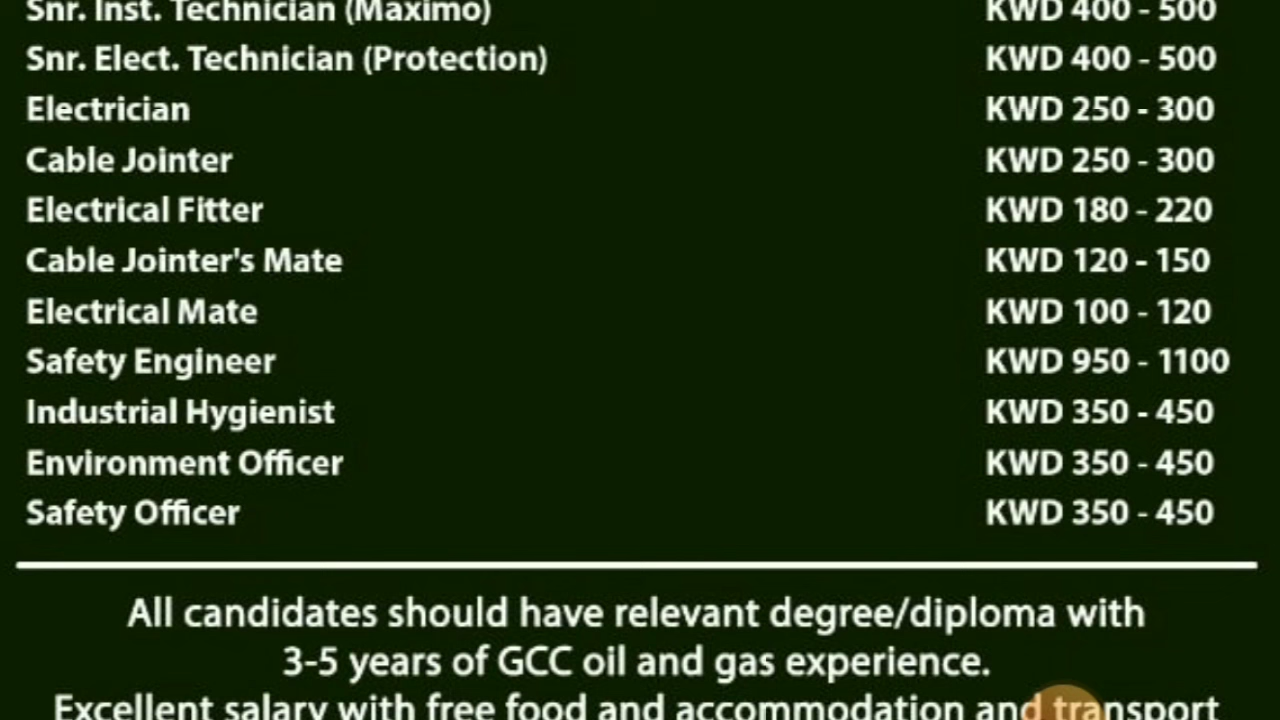 Snr. Inst. Technician (Maximo) KWD 400 - 500
Snr. Elect. Technician (Protection) KWD 400 - 500
Electrician KWD 250 - 300
Cable Jointer KWD 250 - 300
Electrical Fitter KWD 180 - 220
Cable Jointer's Mate KWD 120 - 150
Electrical Mate KWD 100 - 120
Safety Engineer KWD 950 - 1100
Industrial Hygienist KWD 350 - 450
Environment Officer KWD 350 - 450
Safety Officer KWD 350 - 450
All candidates should have relevant degree/diploma with
3-5 years of GCC oil and gas experience.
Excellent salary with free food and accommodation and transport